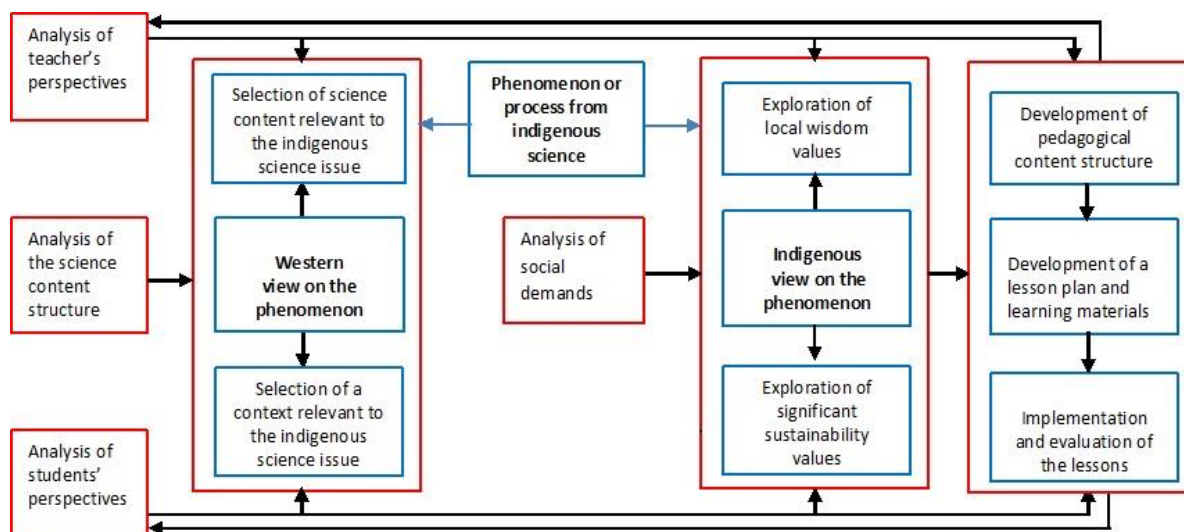 Analysis of
teacher's
perspectives
Selection of science
content relevant to
the indigenous
science issue
Phenomenon or
process from
indigenous
science
Exploration of
local wisdom
values
Development of
pedagogical
content structure
Analysis of
the science
content
structure
Western
view on the
phenomenon
Analysis of
social
demands
Indigenous
view on the
phenomenon
Development of a
lesson plan and
learning materials
Selection of a
context relevant to
the indigenous
science issue
Exploration of
significant
sustainability
values
Implementation
and evaluation of
the lessons
Analysis of
students'
perspectives